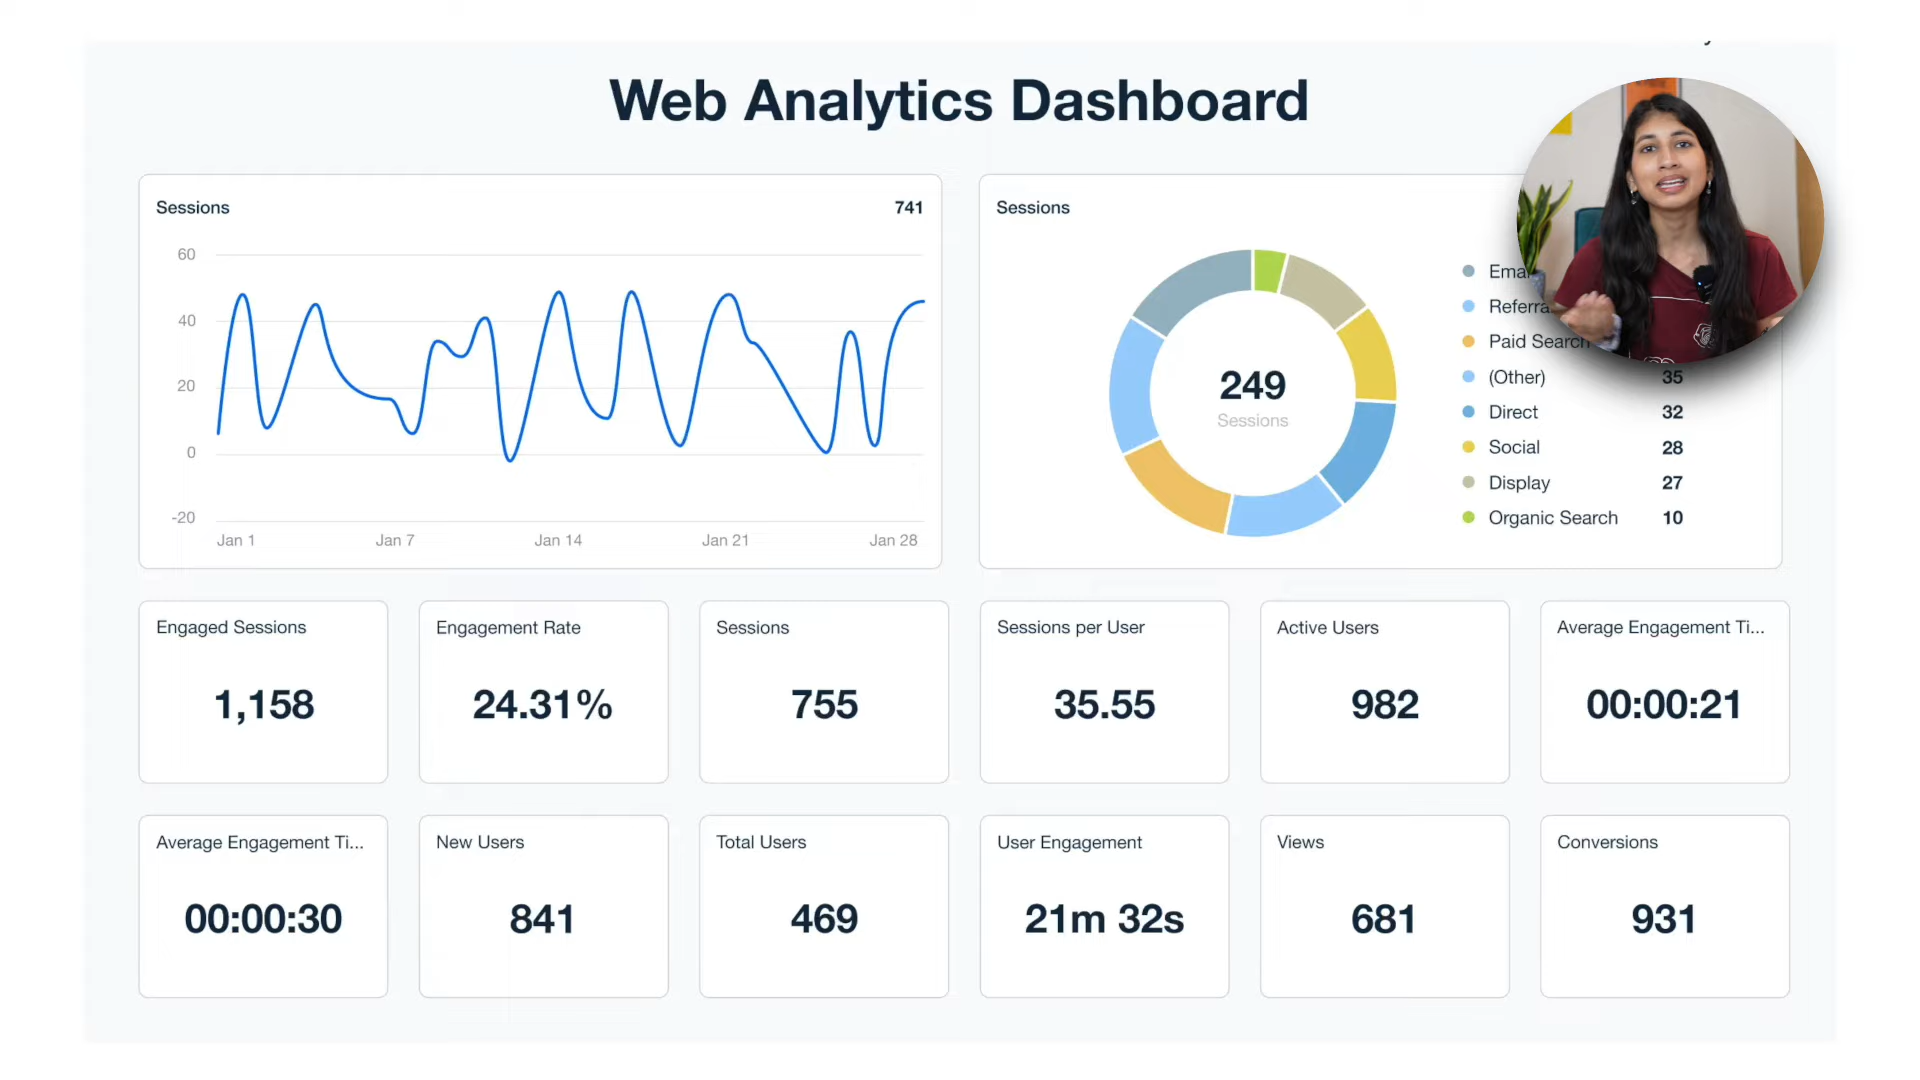 Web Analytics Dashboard
Sessions 741
60
40
20
0
-20
Jan 1 Jan 7 Jan 14 Jan 21 Jan 28
Sessions
249
Sessions
Paid Search
(Other) 35
Direct 32
Social 28
Display 27
Organic Search 10
Engaged Sessions
1,158
Engagement Rate
24.31%
Sessions
755
Sessions per User
35.55
Active Users
982
Average Engagement Ti...
00:00:21
Average Engagement Ti...
00:00:30
New Users
841
Total Users
469
User Engagement
21m 32s
Views
681
Conversions
931